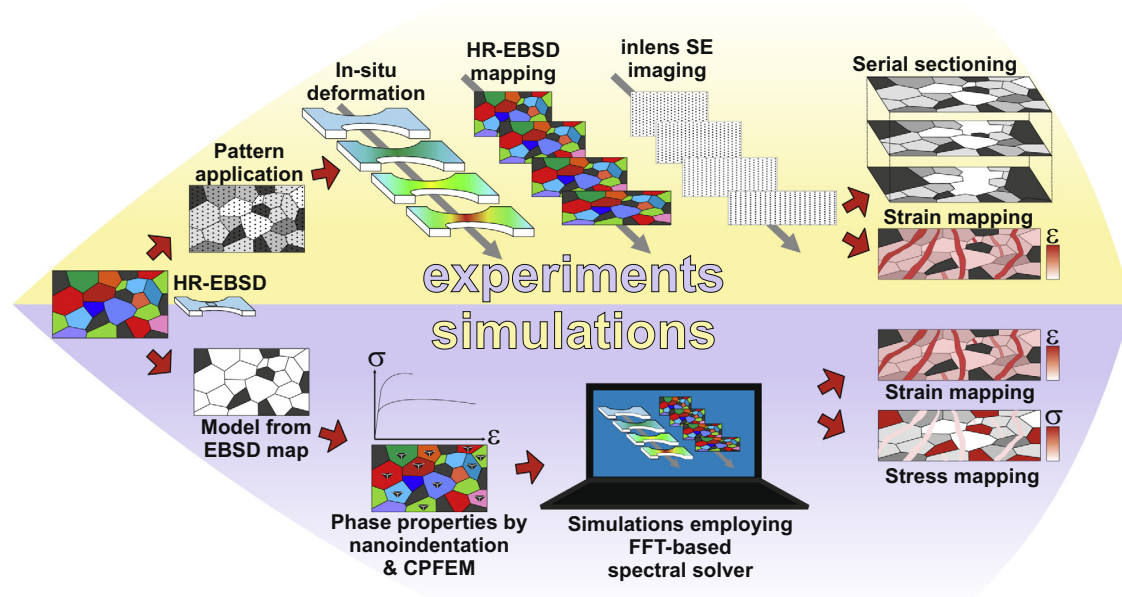 In-situ
deformation
HR-EBSD
mapping
inlens SE
imaging
Serial sectioning
Pattern
application
Strain mapping
ε
HR-EBSD
experiments
simulations
Model from
EBSD map
σ
ε
Phase properties by
nanoindentation
& CPFEM
Simulations employing
FFT-based
spectral solver
ε
Strain mapping
σ
Stress mapping